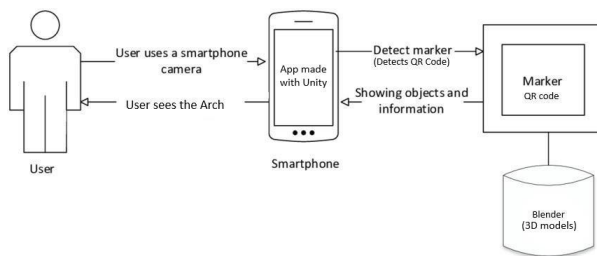 User uses a smartphone
camera
User sees the Arch
User
App made
with Unity
Smartphone
Detect marker
(Detects QR Code)
Showing objects and
information
Marker
QR code
Blender
(3D models)